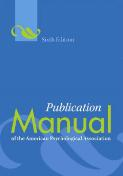 Sixth Edition
Publication
Manual
of the American Psychological Association